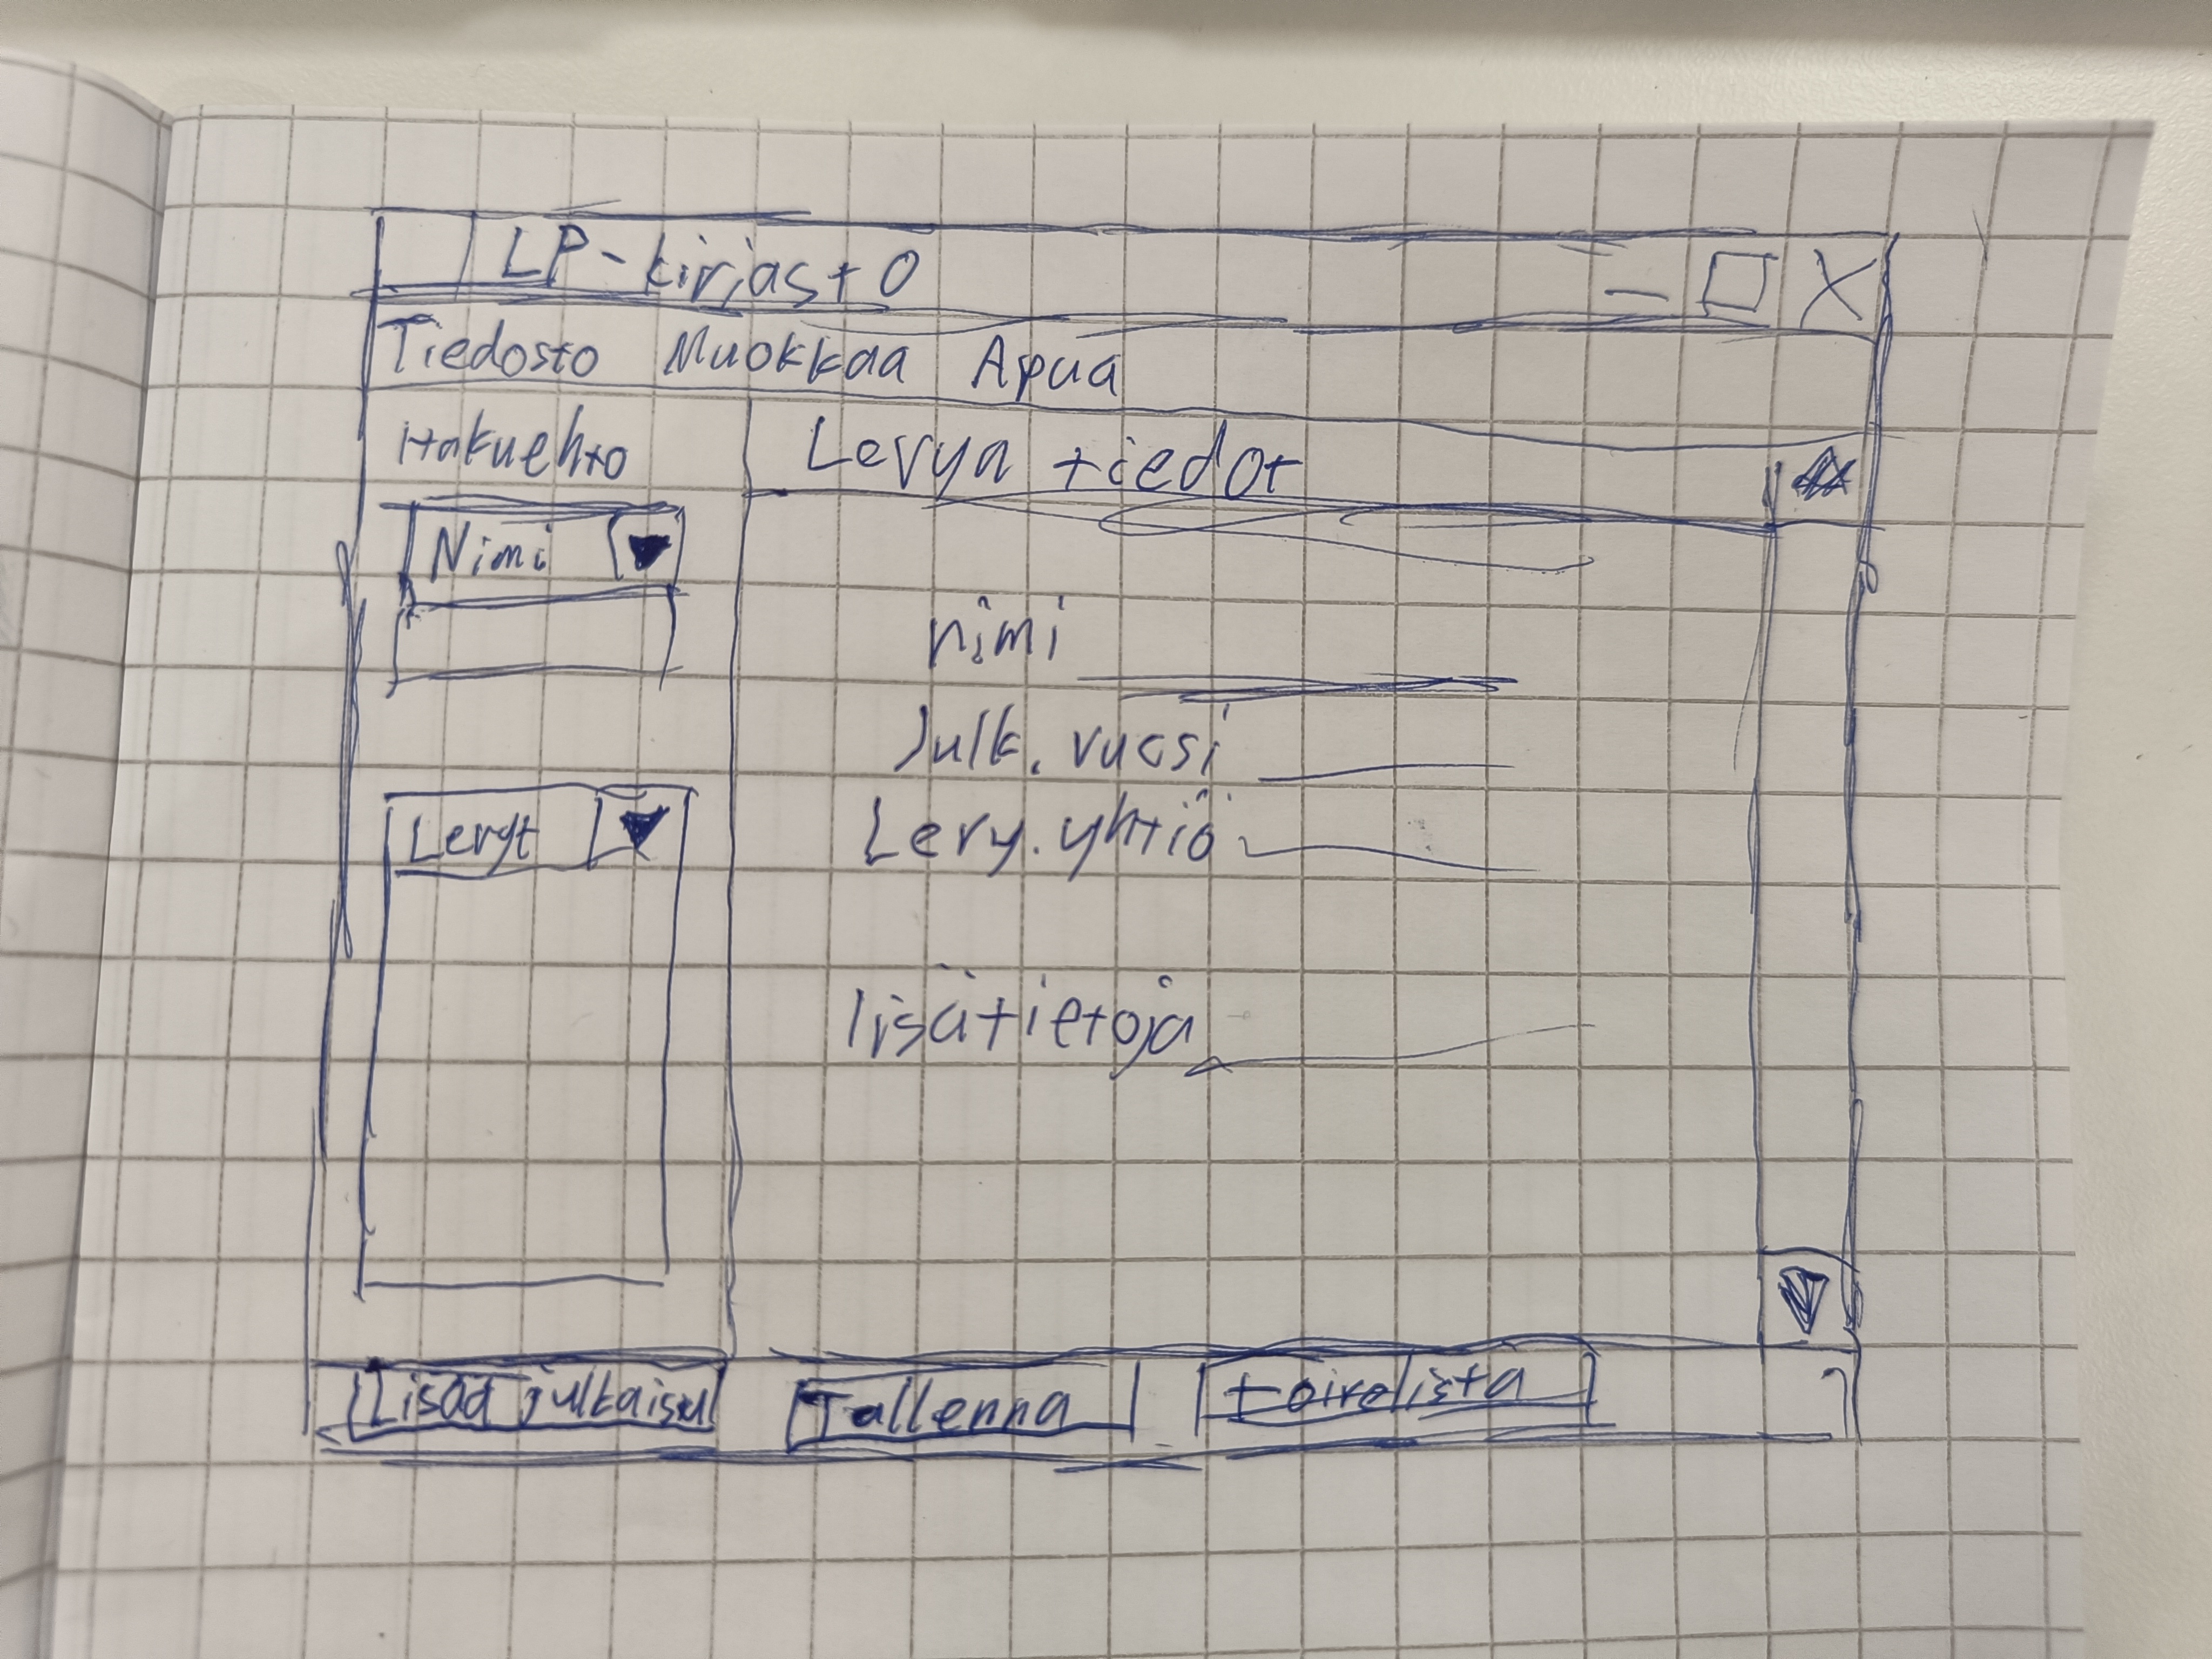 LP-kirjasto
Tiedosto Muokkaa Apua
Hakuehto
Levyn tiedot
Nimi
nimi
Julk. vuosi
Levyt
Levy. yhtiö
lisätietoja
Lisää julkaisu
Tallenna
toivelista